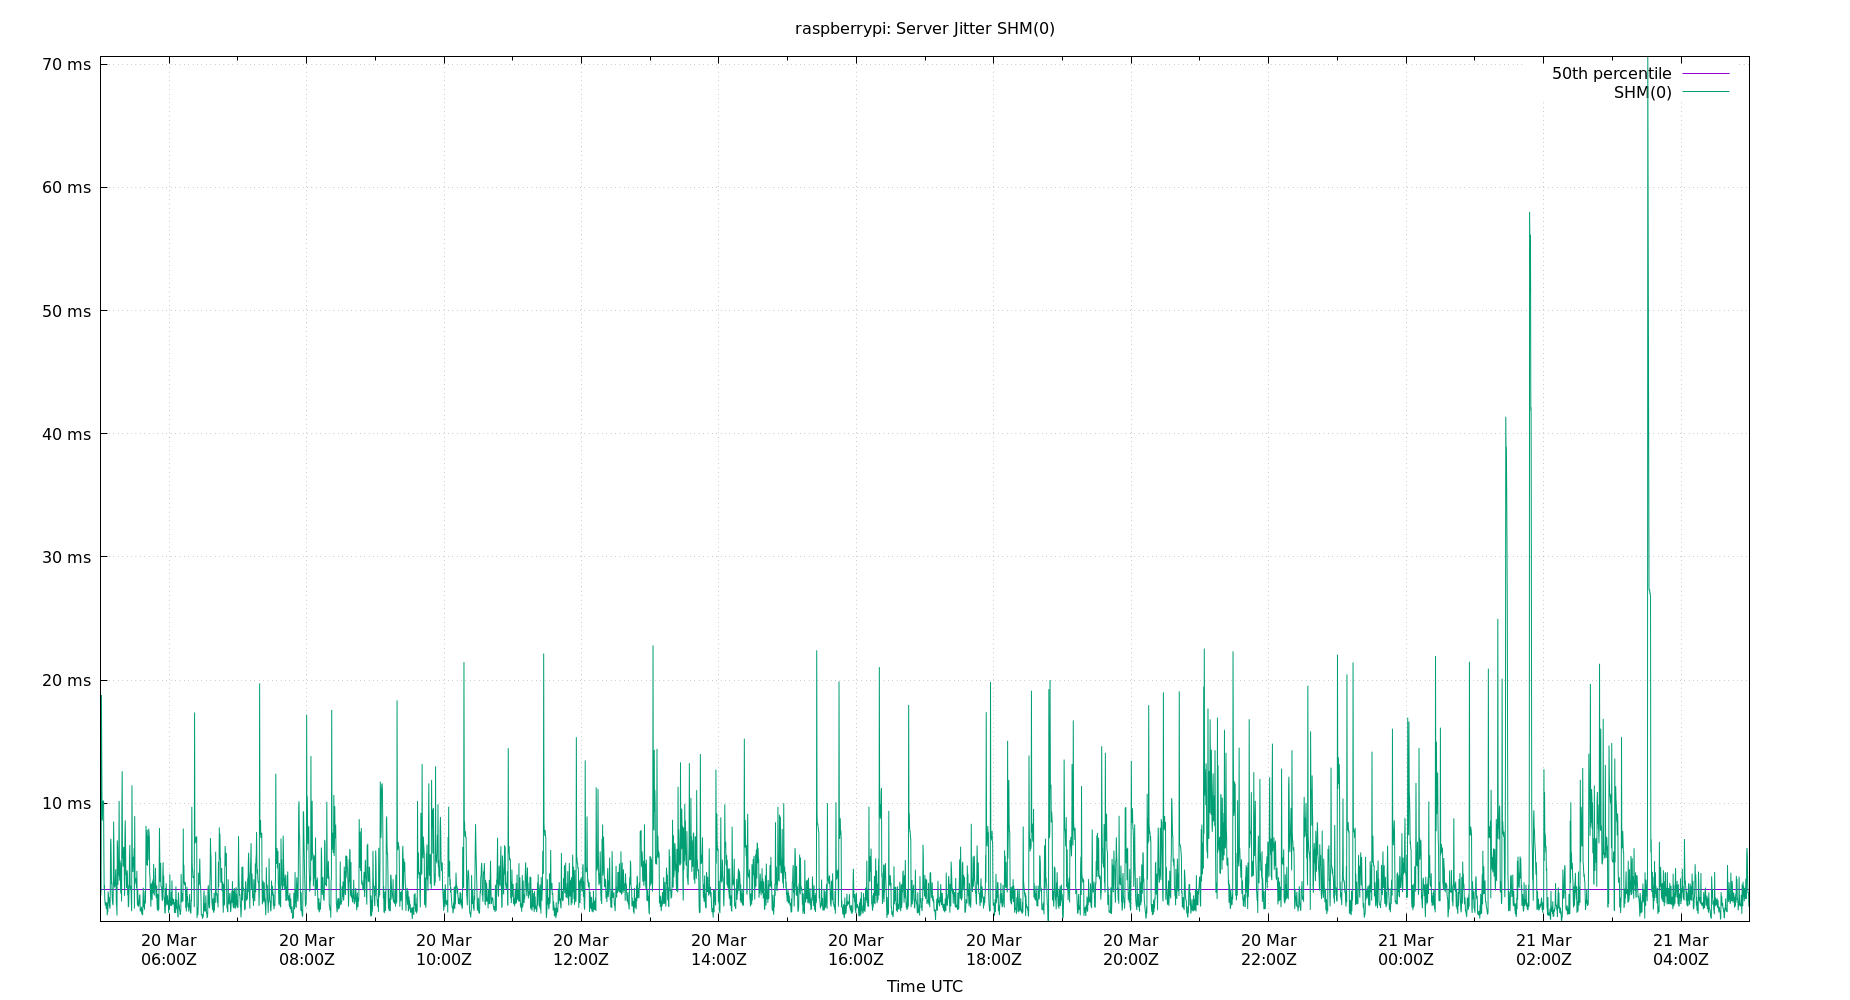 raspberrypi: Server Jitter SHM(0)
70 ms
50th percentile
SHM(0)
60 ms
50 ms
40 ms
30 ms
20 ms
10 ms
20 Mar 20 Mar 20 Mar 20 Mar 20 Mar 20 Mar 20 Mar 20 Mar 20 Mar 21 Mar 21 Mar 21 Mar
06:00Z 08:00Z 10:00Z 12:00Z 14:00Z 16:00Z 18:00Z 20:00Z 22:00Z 00:00Z 02:00Z 04:00Z
Time UTC